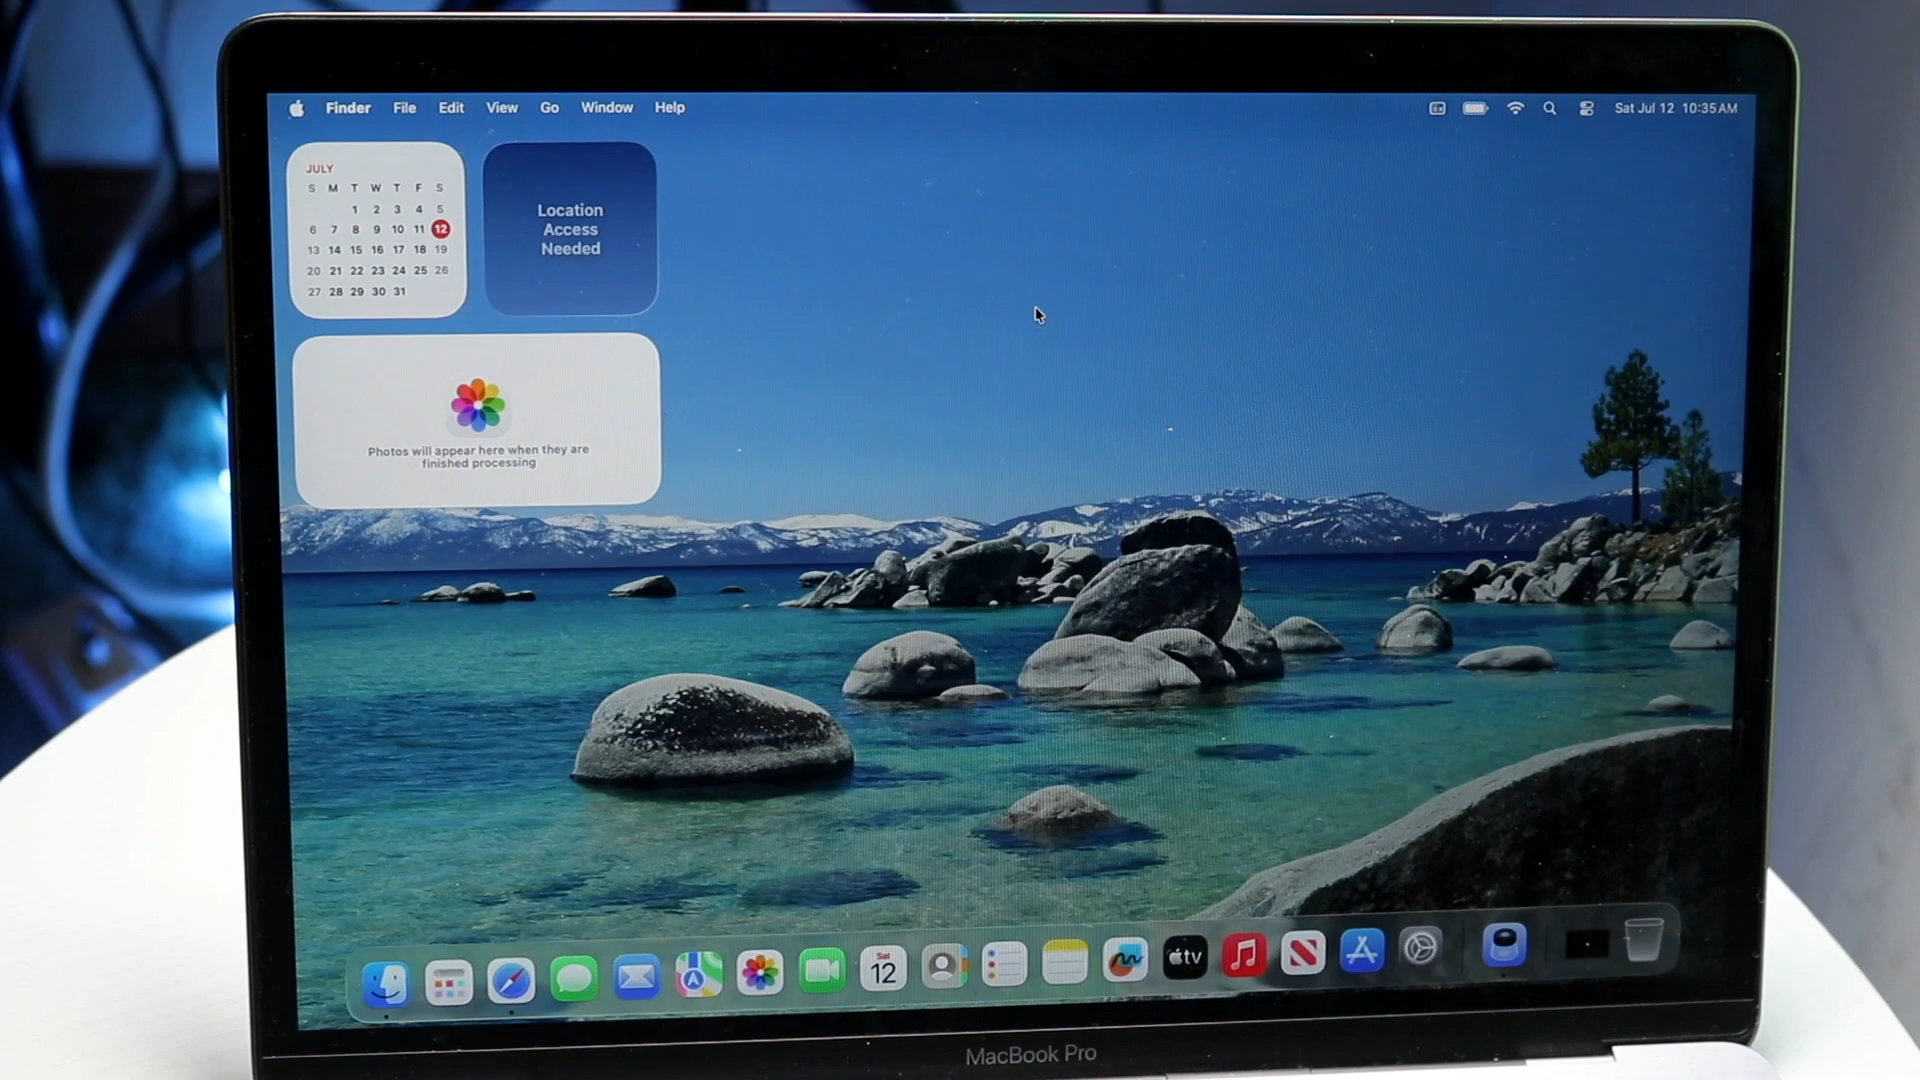 Finder File Edit View Go Window Help
Sat Jul 12 10:35 AM
JULY
S M T W T F S
1 2 3 4 5
6 7 8 9 10 11 12
13 14 15 16 17 18 19
20 21 22 23 24 25 26
27 28 29 30 31
Location
Access
Needed
Photos will appear here when they are
finished processing
Sat
12
tv
MacBook Pro